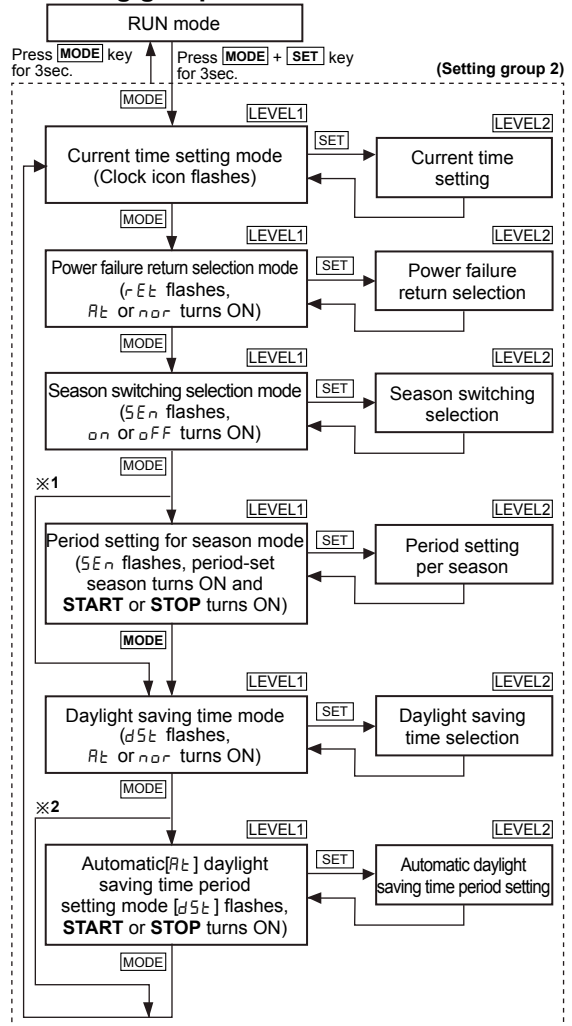 RUN mode
Press MODE key
for 3sec.
Press MODE + SET key
for 3sec.
(Setting group 2)
MODE
LEVEL1
Current time setting mode
(Clock icon flashes)
SET
LEVEL2
Current time
setting
MODE
LEVEL1
Power failure return selection mode
(rEt flashes,
At or nor turns ON)
SET
LEVEL2
Power failure
return selection
MODE
LEVEL1
Season switching selection mode
(SEn flashes,
on or oFF turns ON)
SET
LEVEL2
Season switching
selection
MODE
※1
LEVEL1
Period setting for season mode
(SEn flashes, period-set
season turns ON and
START or STOP turns ON)
SET
LEVEL2
Period setting
per season
MODE
LEVEL1
Daylight saving time mode
(dSt flashes,
At or nor turns ON)
SET
LEVEL2
Daylight saving
time selection
MODE
※2
LEVEL1
Automatic[At] daylight
saving time period
setting mode [dSt] flashes,
START or STOP turns ON)
SET
LEVEL2
Automatic daylight
saving time period setting
MODE